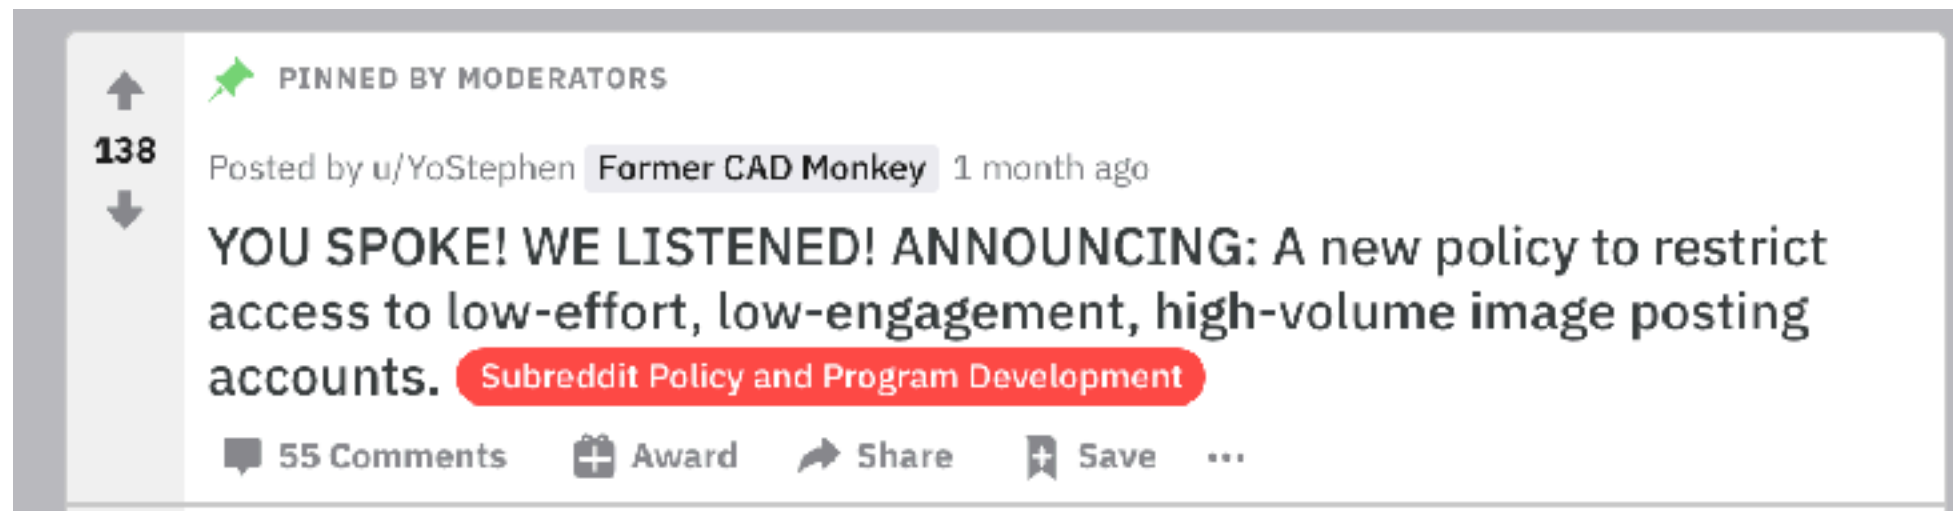 PINNED BY MODERATORS
138
Posted by u/YoStephen Former CAD Monkey 1 month ago
YOU SPOKE! WE LISTENED! ANNOUNCING: A new policy to restrict
access to low-effort, low-engagement, high-volume image posting
accounts. Subreddit Policy and Program Development
55 Comments Award Share Save ...